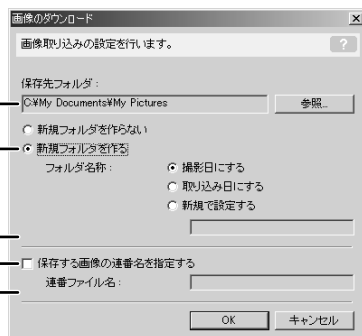 画像のダウンロード
画像取り込みの設定を行います。
?
保存先フォルダ：
C:¥My Documents¥My Pictures
参照...
新規フォルダを作らない
新規フォルダを作る
フォルダ名称：
撮影日にする
取り込み日にする
新規で設定する
保存する画像の連番名を指定する
連番ファイル名：
OK
キャンセル